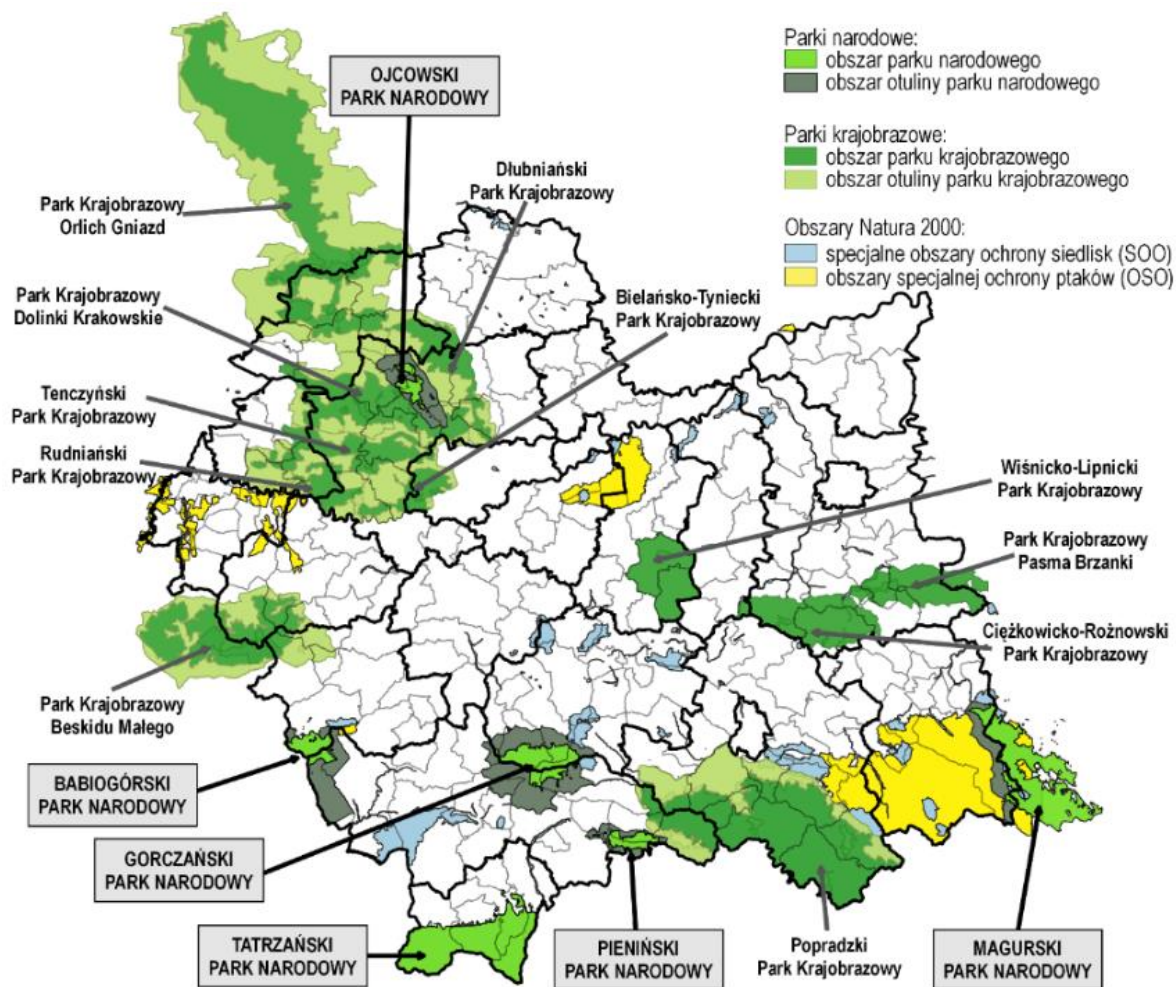 Parki narodowe:
obszar parku narodowego
obszar otuliny parku narodowego
Parki krajobrazowe:
obszar parku krajobrazowego
obszar otuliny parku krajobrazowego
Obszary Natura 2000:
specjalne obszary ochrony siedlisk (SOO)
obszary specjalnej ochrony ptaków (OSO)
OJCOWSKI
PARK NARODOWY
Dłubniański
Park Krajobrazowy
Park Krajobrazowy
Orlich Gniazd
Park Krajobrazowy
Dolinki Krakowskie
Bielańsko-Tyniecki
Park Krajobrazowy
Tenczyński
Park Krajobrazowy
Rudniański
Park Krajobrazowy
Wiśnicko-Lipnicki
Park Krajobrazowy
Park Krajobrazowy
Pasma Brzanki
Ciężkowicko-Rożnowski
Park Krajobrazowy
Park Krajobrazowy
Beskidu Małego
BABIOGÓRSKI
PARK NARODOWY
GORCZAŃSKI
PARK NARODOWY
TATRZAŃSKI
PARK NARODOWY
PIENIŃSKI
PARK NARODOWY
Popradzki
Park Krajobrazowy
MAGURSKI
PARK NARODOWY